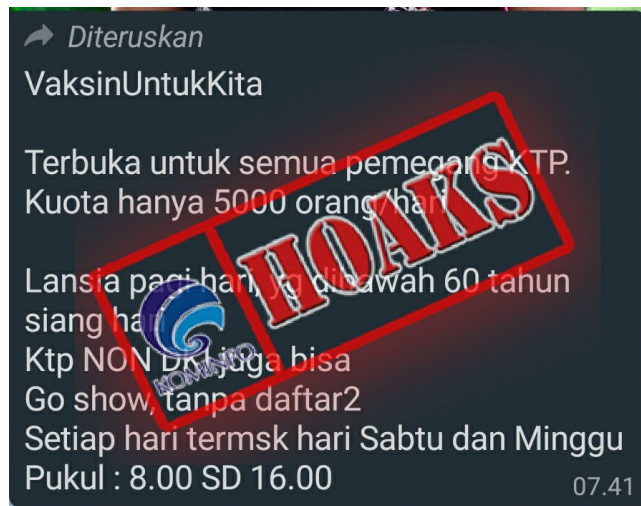 Diteruskan
VaksinUntukKita
Terbuka untuk semua pemegang KTP.
Kuota hanya 5000 orang/hari
Lansia pagi hari, yg dibawah 60 tahun
siang hari
Ktp NON DKI juga bisa
Go show, tanpa daftar2
Setiap hari termsk hari Sabtu dan Minggu
Pukul : 8.00 SD 16.00
07.41
HOAKS
KOMINFO